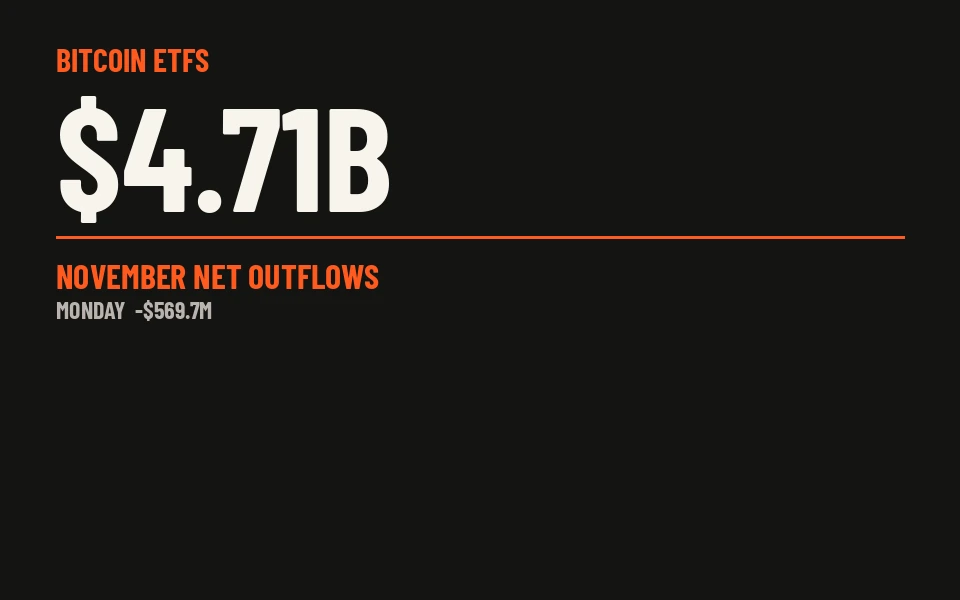 BITCOIN ETFS
$4.71B
NOVEMBER NET OUTFLOWS
MONDAY -$569.7M